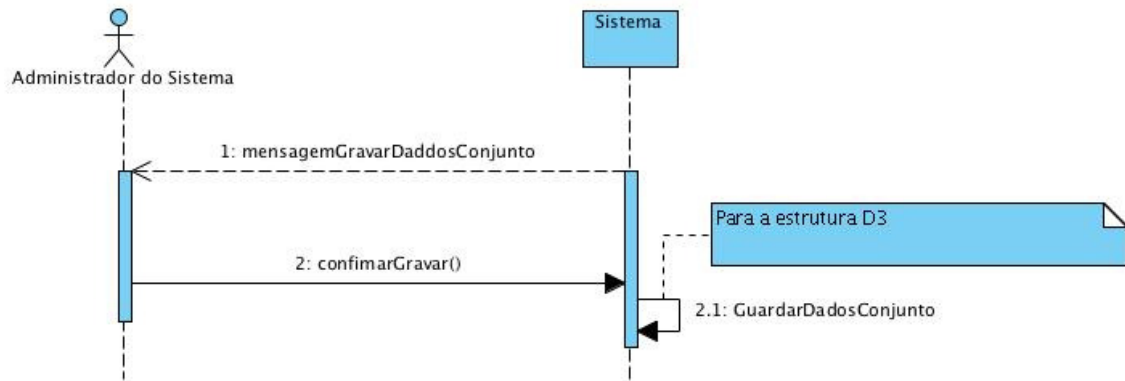 Sistema
Administrador do Sistema
1: mensagemGravarDaddosConjunto
Para a estrutura D3
2: confimarGravar()
2.1: GuardarDadosConjunto